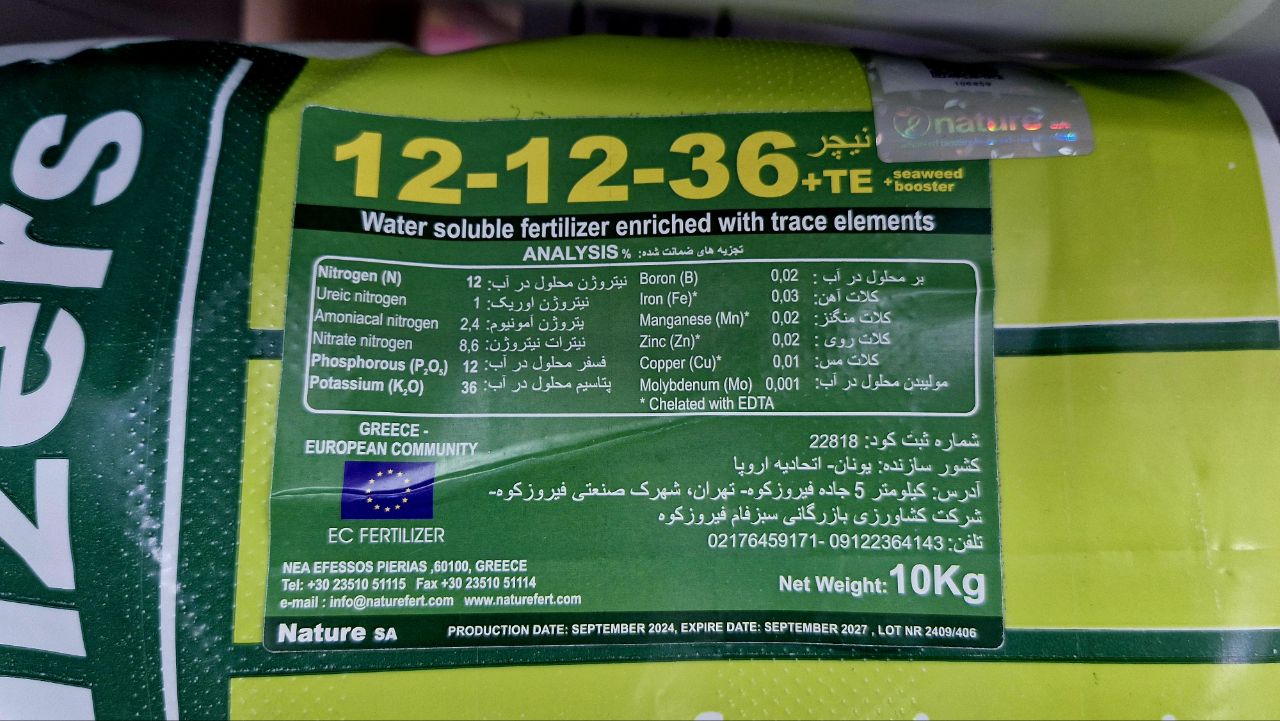 lizers
12-12-36 نیچر
+TE + seaweed booster
nature SA
106859
Water soluble fertilizer enriched with trace elements
ANALYSIS % تجزیه های ضمانت شده:
Nitrogen (N) 12 نیتروژن محلول در آب:
Ureic nitrogen 1 نیتروژن اوریک:
Amoniacal nitrogen 2,4 یتروژن آمونیوم:
Nitrate nitrogen 8,6 نیترات نیتروژن:
Phosphorous (P₂O₅) 12 فسفر محلول در آب:
Potassium (K₂O) 36 پتاسیم محلول در آب:
Boron (B) 0,02 بر محلول در آب :
Iron (Fe)* 0,03 کلات آهن:
Manganese (Mn)* 0,02 کلات منگنز:
Zinc (Zn)* 0,02 کلات روی :
Copper (Cu)* 0,01 کلات مس:
Molybdenum (Mo) 0,001 مولیبدن محلول در آب:
* Chelated with EDTA
GREECE -
EUROPEAN COMMUNITY
EC FERTILIZER
شماره ثبت کود: 22818
کشور سازنده: یونان- اتحادیه اروپا
آدرس: کیلومتر 5 جاده فیروزکوه- تهران، شهرک صنعتی فیروزکوه-
شرکت کشاورزی بازرگانی سبزفام فیروزکوه
تلفن: 09122364143 -02176459171
NEA EFESSOS PIERIAS ,60100, GREECE
Tel: +30 23510 51115 Fax +30 23510 51114
e-mail : info@naturefert.com www.naturefert.com
Net Weight: 10Kg
Nature SA PRODUCTION DATE: SEPTEMBER 2024, EXPIRE DATE: SEPTEMBER 2027 , LOT NR 2409/406